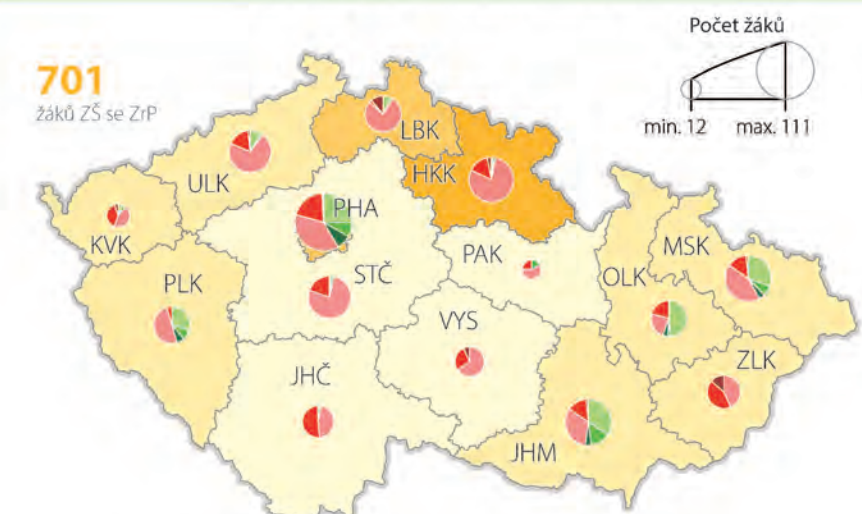 701
žáků ZŠ se ZrP
Počet žáků
min. 12 max. 111
LBK
ULK
HKK
PHA
KVK
PAK
MSK
STČ
OLK
PLK
VYS
ZLK
JHČ
JHM